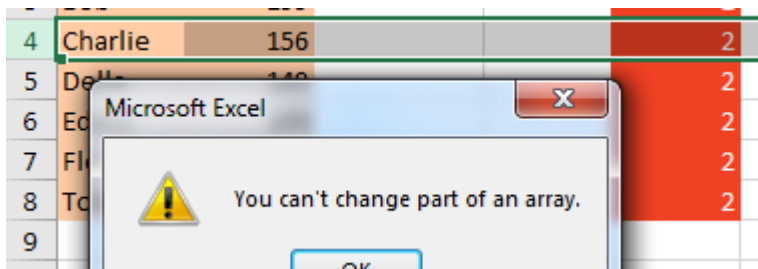 4 Charlie 156 2
5 2
6 2
7 2
8 2
9
Microsoft Excel
You can't change part of an array.
OK